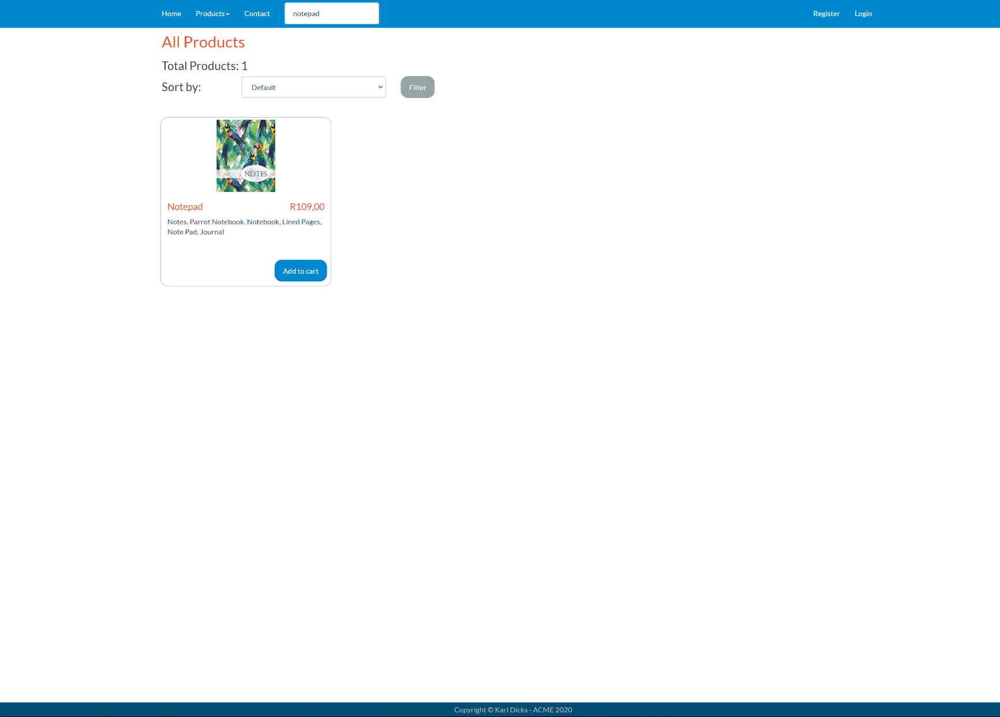 Home Products Contact notepad Register Login
All Products
Total Products: 1
Sort by: Default Filter
NOTES
Notepad R109,00
Notes, Parrot Notebook. Notebook, Lined Pages,
Note Pad, Journal
Add to cart
Copyright © Karl Dicks - ACME 2020